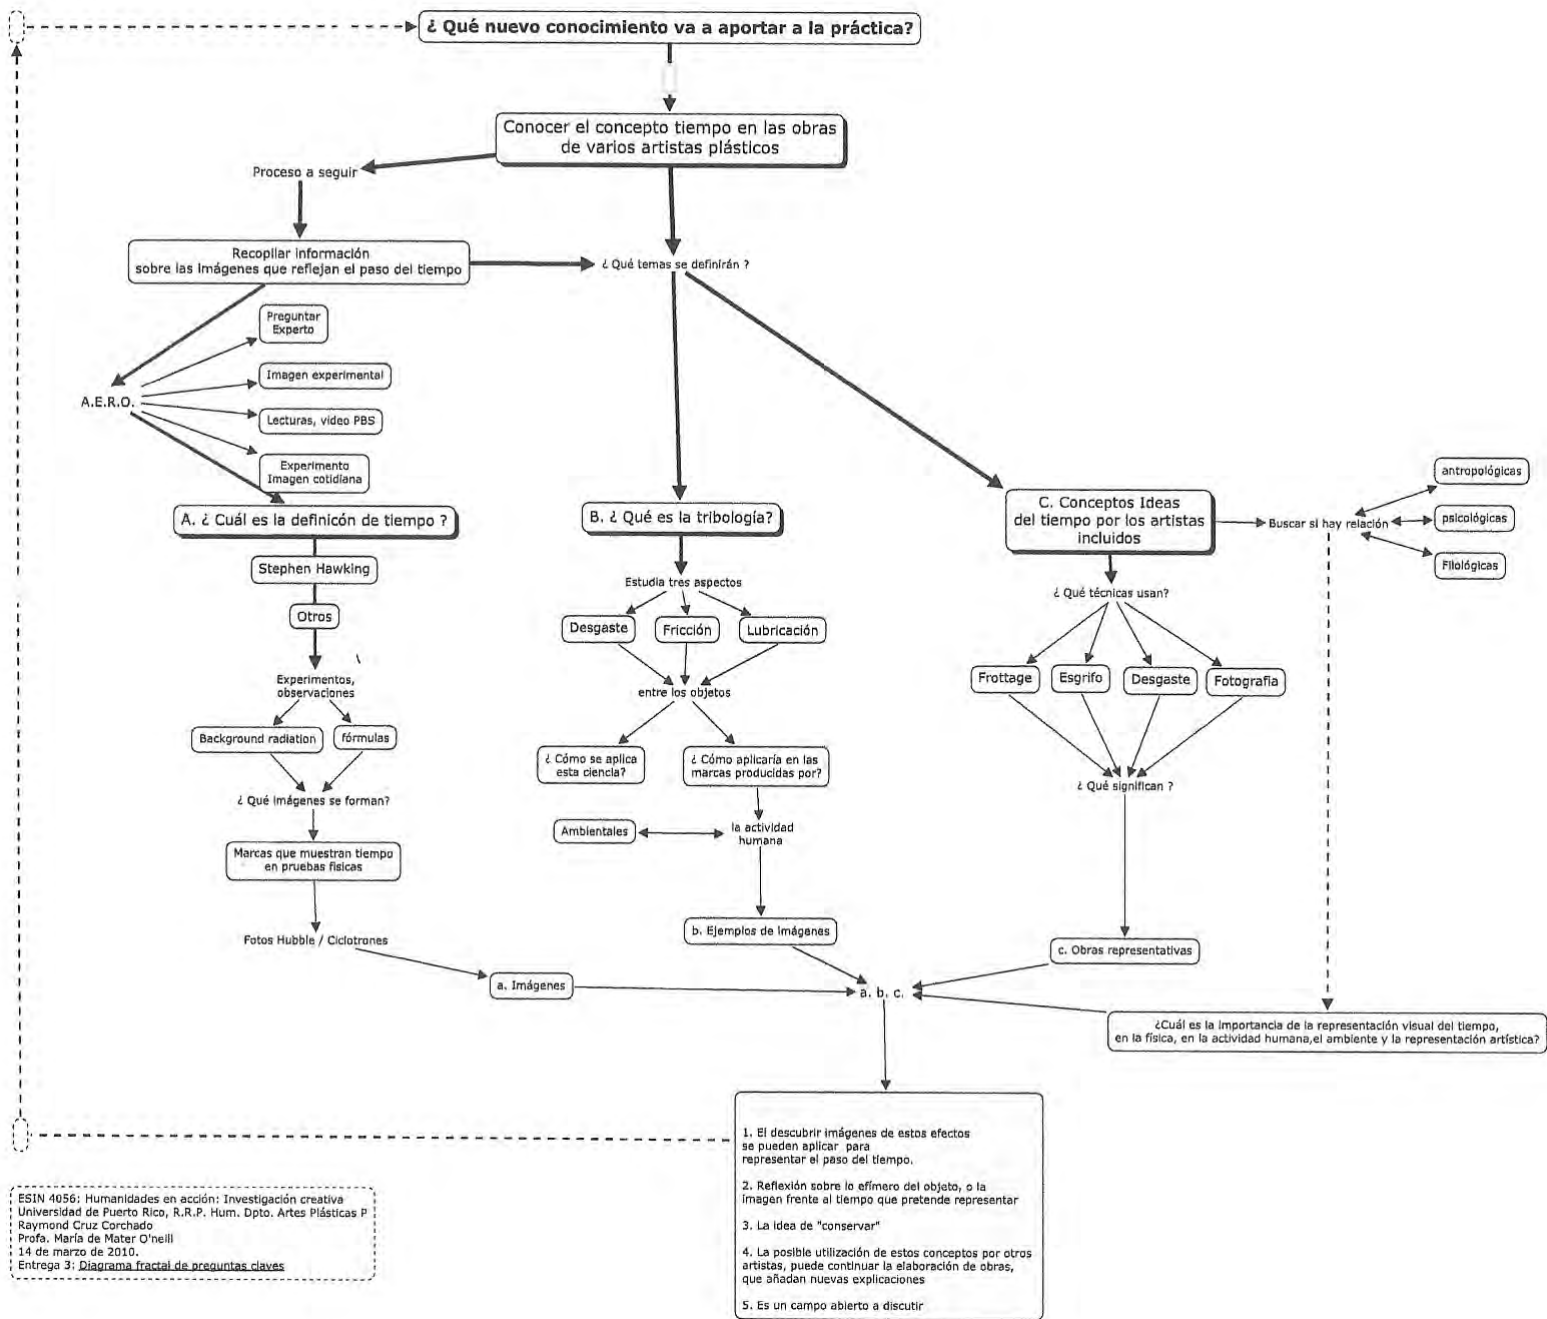 ¿ Qué nuevo conocimiento va a aportar a la práctica?
Conocer el concepto tiempo en las obras
de varios artistas plásticos
Proceso a seguir
Recopilar información
sobre las imágenes que reflejan el paso del tiempo
¿ Qué temas se definirán ?
Preguntar
Experto
Imagen experimental
A.E.R.O.
Lecturas, video PBS
Experimento
Imagen cotidiana
A. ¿ Cuál es la definicón de tiempo ?
Stephen Hawking
Otros
Experimentos,
observaciones
Background radiation
fórmulas
¿ Qué imágenes se forman?
Marcas que muestran tiempo
en pruebas fisicas
Fotos Hubble / Ciclotrones
a. Imágenes
B. ¿ Qué es la tribología?
Estudia tres aspectos
Desgaste
Fricción
Lubricación
entre los objetos
¿ Cómo se aplica
esta ciencia?
¿ Cómo aplicaría en las
marcas producidas por?
Ambientales
la actividad
humana
b. Ejemplos de imágenes
C. Conceptos Ideas
del tiempo por los artistas
incluidos
Buscar si hay relación
antropológicas
psicológicas
Filológicas
¿ Qué técnicas usan?
Frottage
Esgrifo
Desgaste
Fotografia
¿ Qué significan ?
c. Obras representativas
a. b. c.
¿Cuál es la importancia de la representación visual del tiempo,
en la física, en la actividad humana,el ambiente y la representación artística?
1. El descubrir imágenes de estos efectos
se pueden aplicar para
representar el paso del tiempo.
2. Reflexión sobre lo efímero del objeto, o la
imagen frente al tiempo que pretende representar
3. La idea de "conservar"
4. La posible utilización de estos conceptos por otros
artistas, puede continuar la elaboración de obras,
que añadan nuevas explicaciones
5. Es un campo abierto a discutir
ESIN 4056: Humanidades en acción: Investigación creativa
Universidad de Puerto Rico, R.R.P. Hum. Dpto. Artes Plásticas P
Raymond Cruz Corchado
Profa. María de Mater O'neill
14 de marzo de 2010.
Entrega 3: Diagrama fractal de preguntas claves